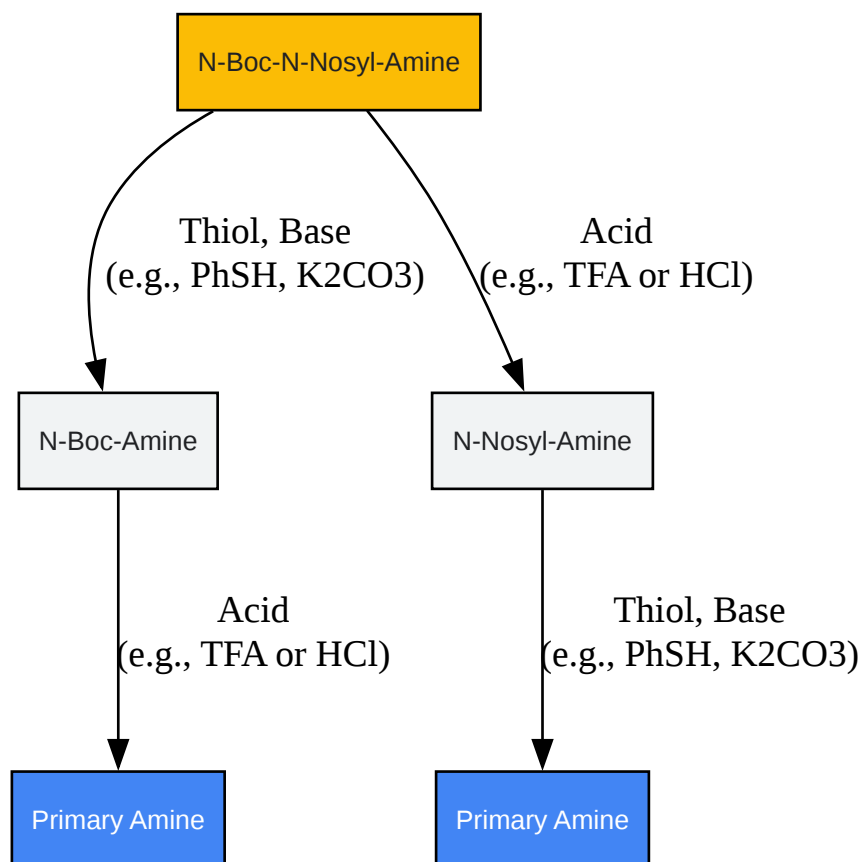 N-Boc-N-Nosyl-Amine
Thiol, Base
(e.g., PhSH, K2CO3)
Acid
(e.g., TFA or HCl)
N-Boc-Amine
N-Nosyl-Amine
Acid
(e.g., TFA or HCl)
Thiol, Base
(e.g., PhSH, K2CO3)
Primary Amine
Primary Amine